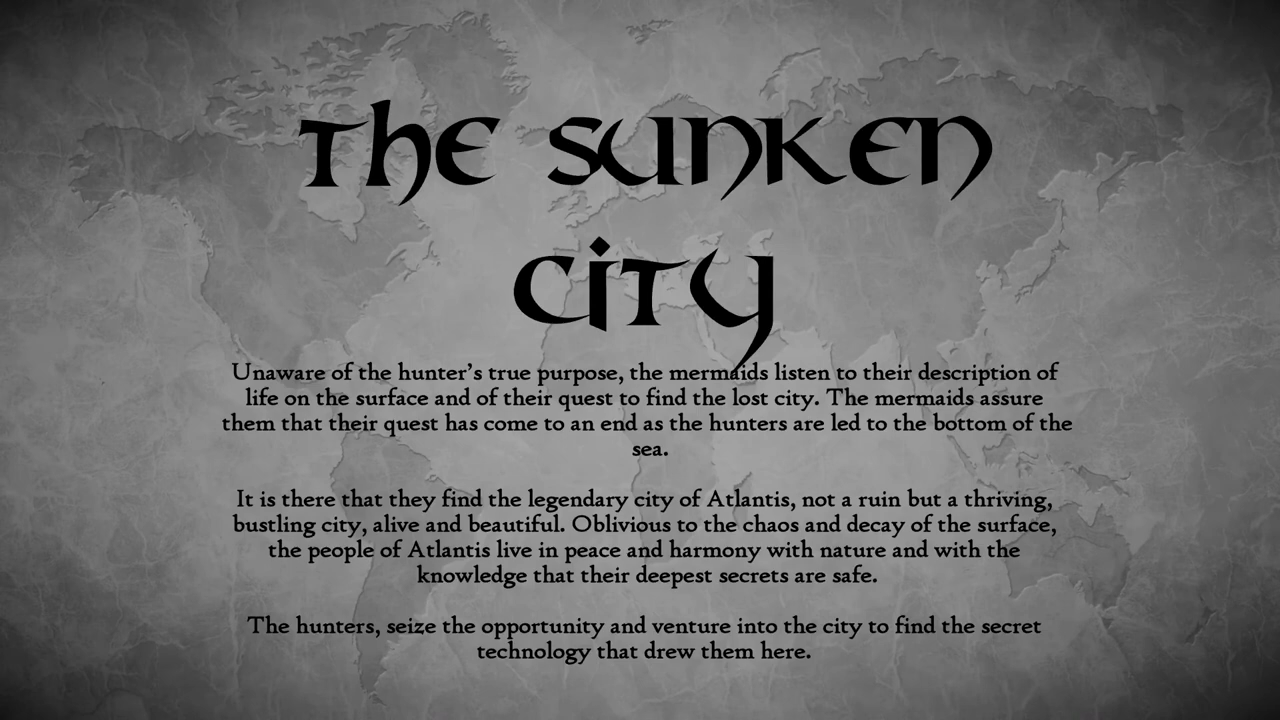 The Sunken
City
Unaware of the hunter's true purpose, the mermaids listen to their description of
life on the surface and of their quest to find the lost city. The mermaids assure
them that their quest has come to an end as the hunters are led to the bottom of the
sea.
It is there that they find the legendary city of Atlantis, not a ruin but a thriving,
bustling city, alive and beautiful. Oblivious to the chaos and decay of the surface,
the people of Atlantis live in peace and harmony with nature and with the
knowledge that their deepest secrets are safe.
The hunters, seize the opportunity and venture into the city to find the secret
technology that drew them here.